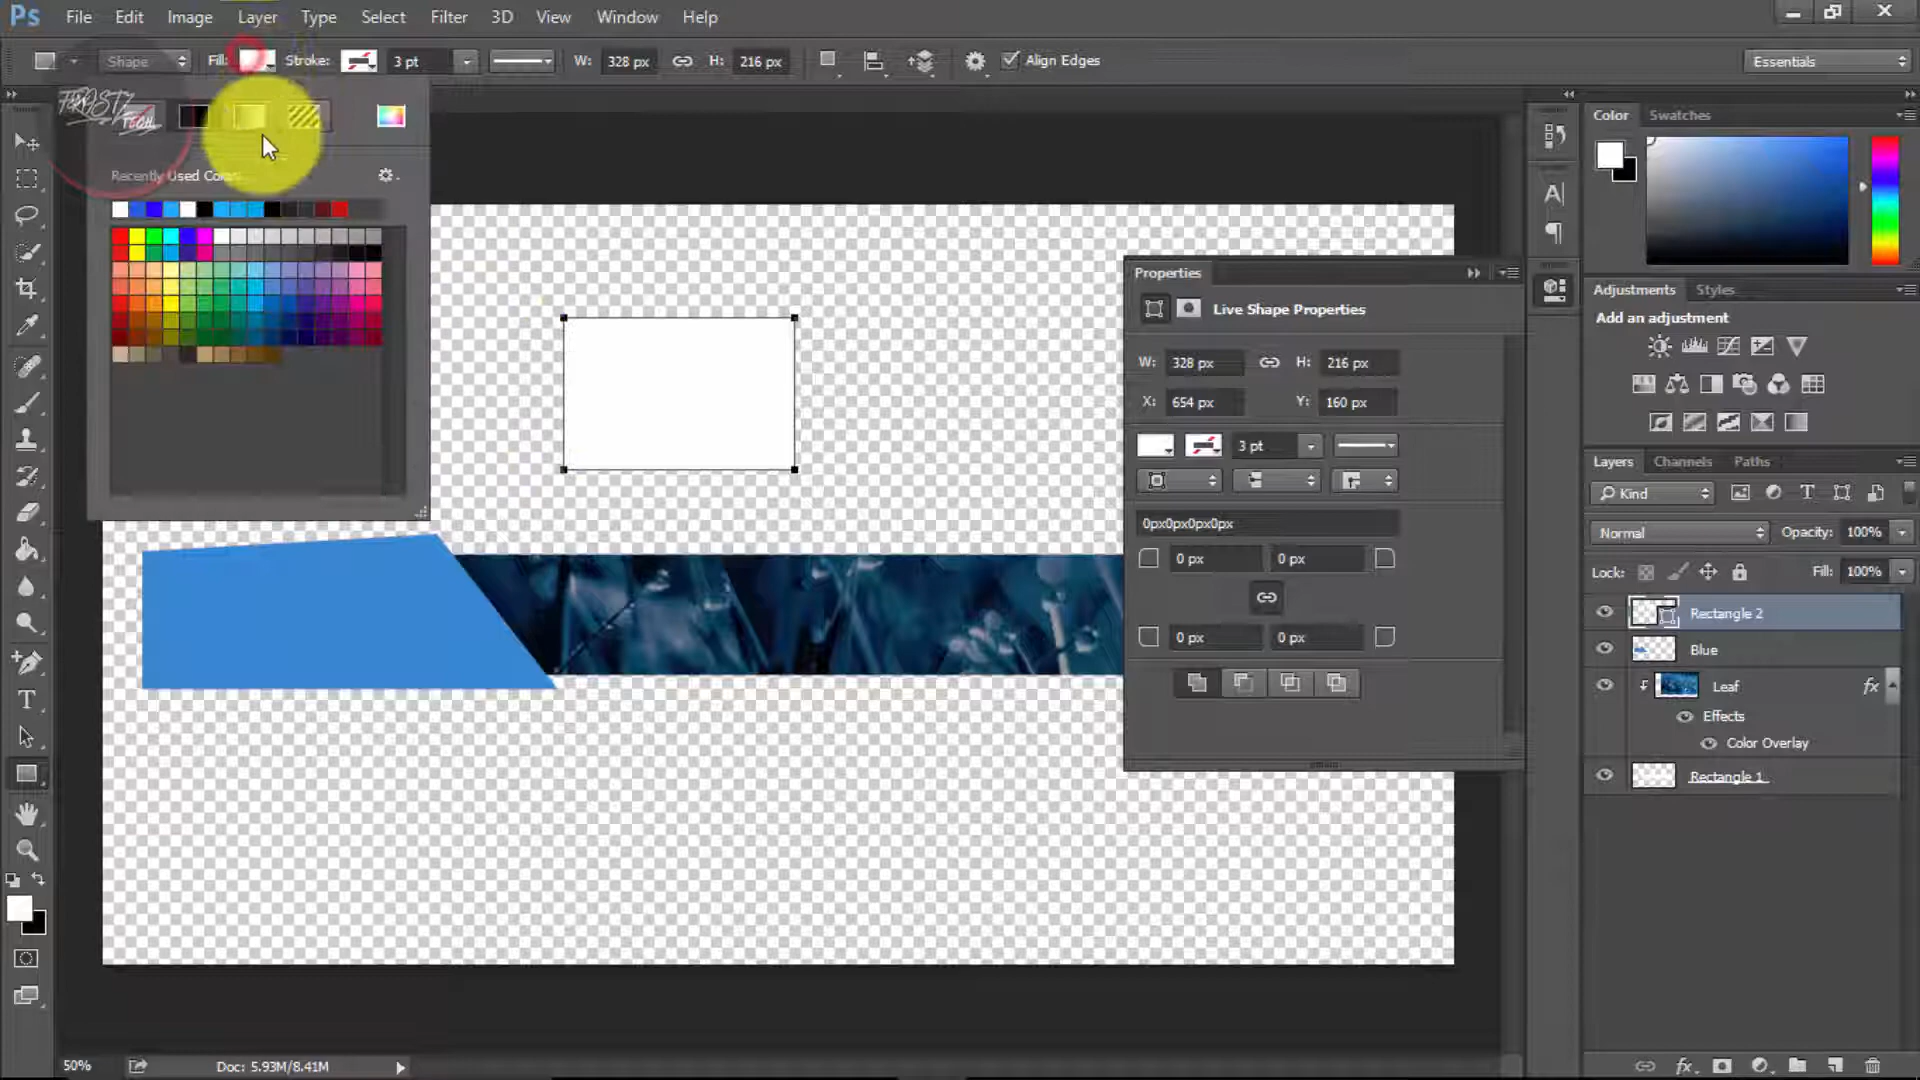 Ps File Edit Image Layer Type Select Filter 3D View Window Help
Shape Fill: Stroke: 3 pt W: 328 px H: 216 px Align Edges Essentials
FROSTY
TECH
Recently Used Colors
Color Swatches
Properties
Live Shape Properties
W: 328 px H: 216 px
X: 654 px Y: 160 px
3 pt
0px0px0px0px
0 px 0 px
0 px 0 px
Adjustments Styles
Add an adjustment
Layers Channels Paths
Kind
Normal Opacity: 100%
Lock: Fill: 100%
Rectangle 2
Blue
Leaf fx
Effects
Color Overlay
Rectangle 1
50% Doc: 5.93M/8.41M
fx